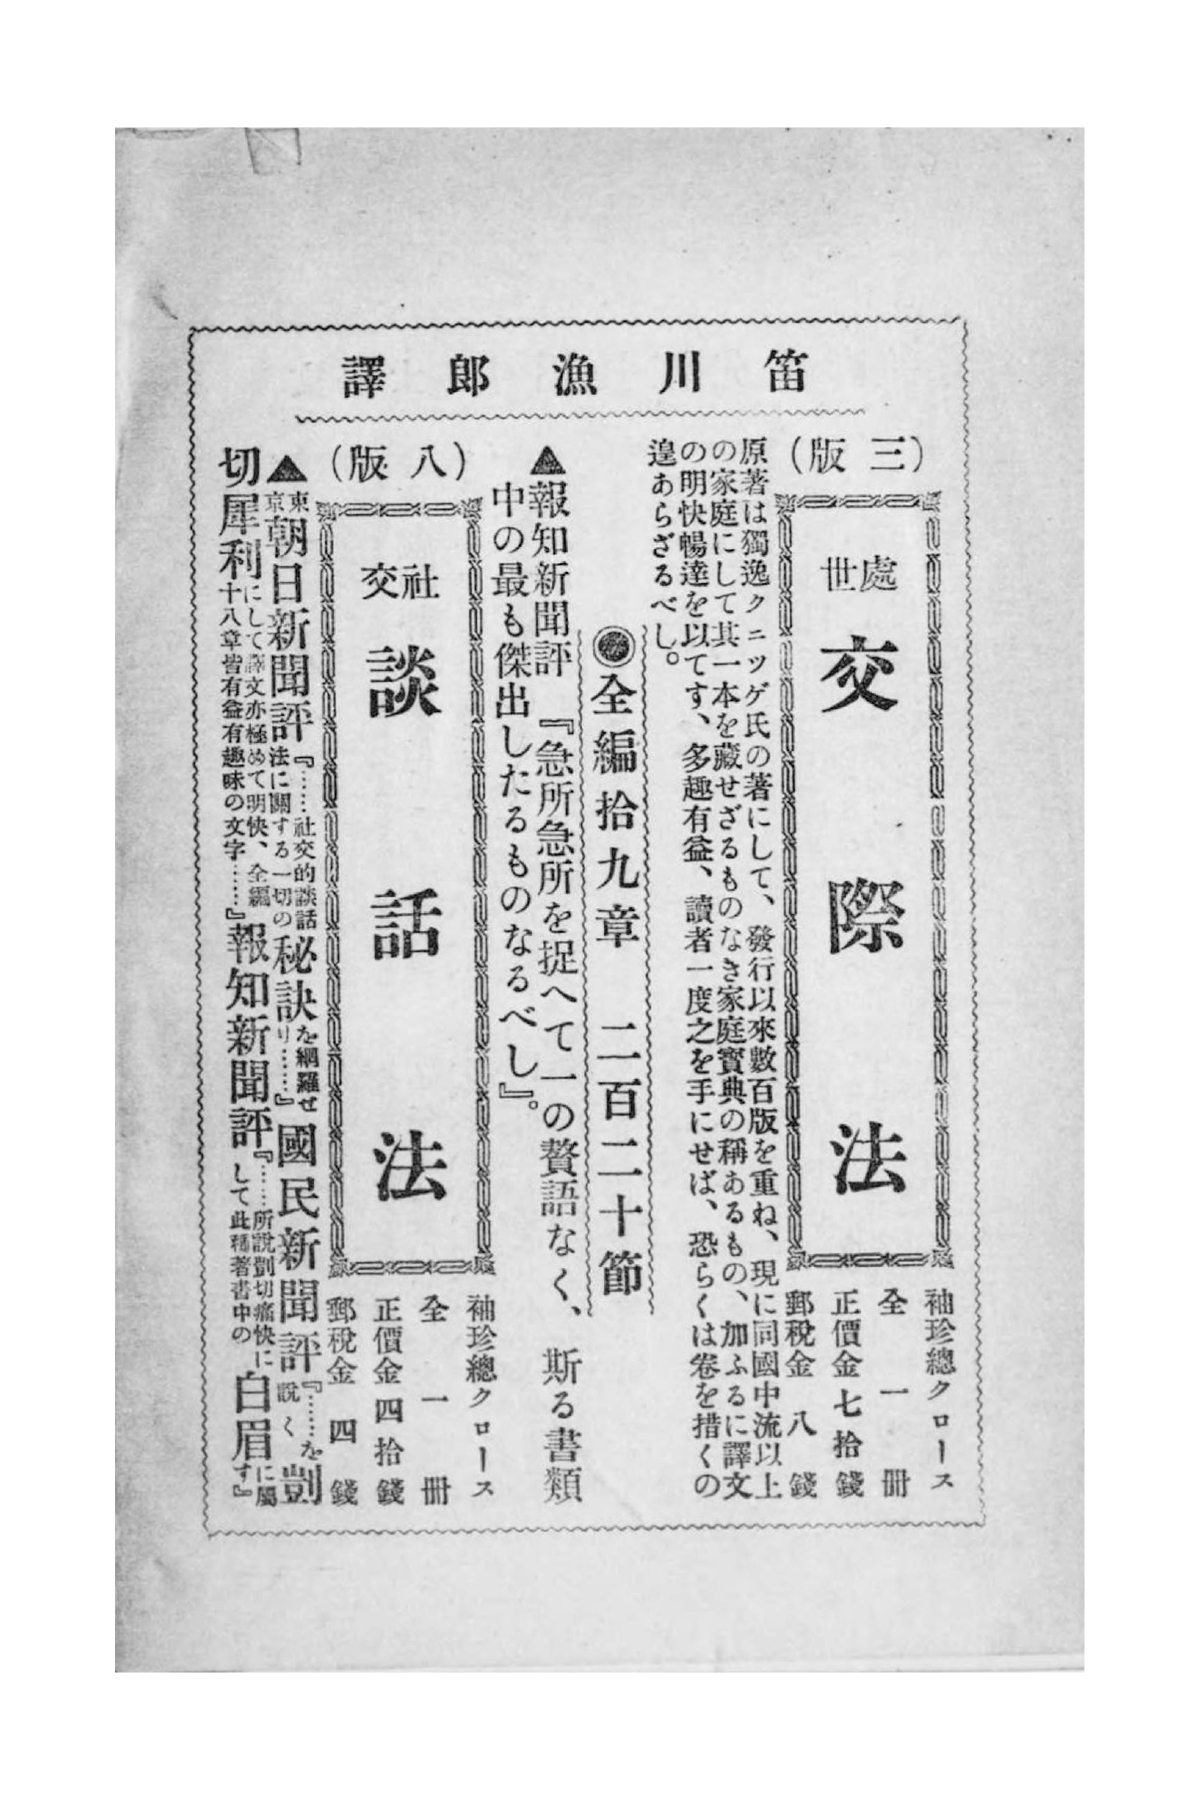 笛川漁郎譯
(三版)
處世
交際法
袖珍總クロース
全一冊
正價金七拾錢
郵稅金八錢
原著は獨逸クニツゲ氏の著にして、發行以來數百版を重ね、現に同國中流以上
の家庭にして其一本を藏せざるものなき家庭寳典の稱あるもの、加ふるに譯文
の明快暢達を以てす、多趣有益、讀者一度之を手にせば、恐らくは卷を措くの
遑あらざるべし。
◉全編拾九章 二百二十節
▲報知新聞評 『急所急所を捉へて一の贅語なく、斯る書類
中の最も傑出したるものなるべし』。
(八版)
社交
談話法
袖珍總クロース
全一冊
正價金四拾錢
郵稅金四錢
▲東京朝日新聞評『……社交的談話法に關する一切の秘訣を網羅せり……』國民新聞評『……を說く剴
切犀利にして譯文亦極めて明快、全編十八章皆有益有趣味の文字……』報知新聞評『……所說剴切痛快にして此種著書中の白眉に屬す』